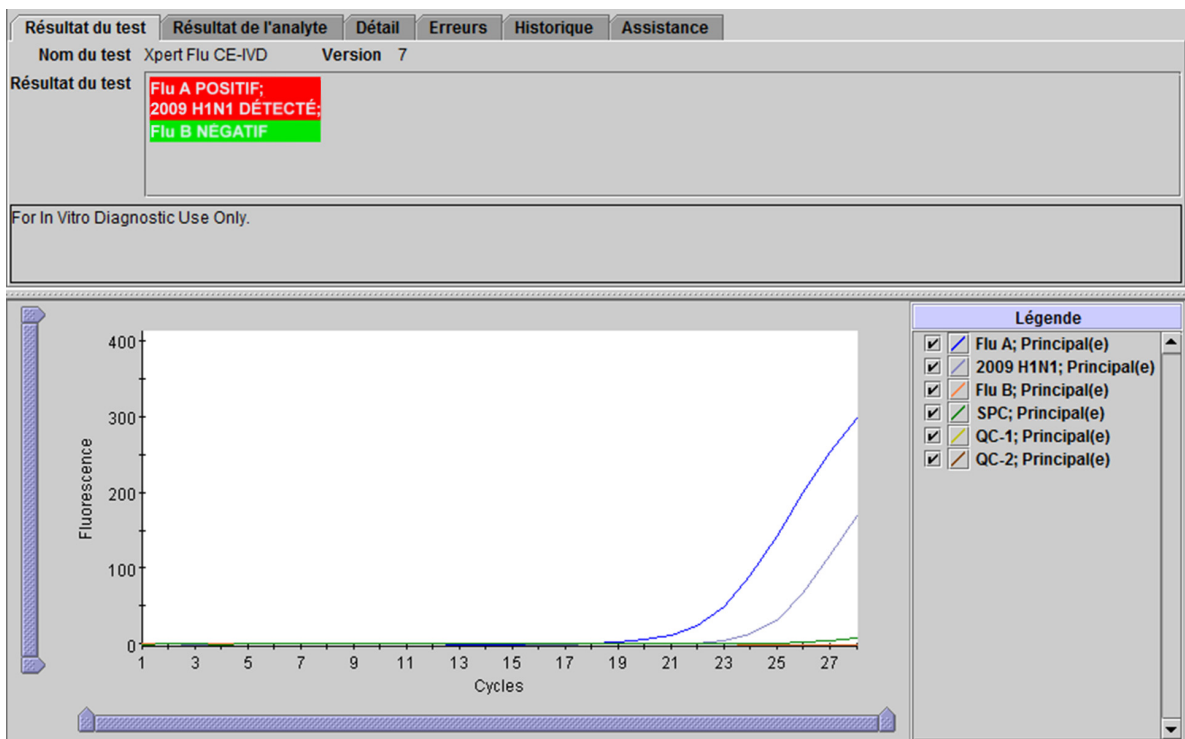 Résultat du test Résultat de l'analyte Détail Erreurs Historique Assistance
Nom du test Xpert Flu CE-IVD Version 7
Résultat du test
Flu A POSITIF;
2009 H1N1 DÉTECTÉ;
Flu B NÉGATIF
For In Vitro Diagnostic Use Only.
400
300
200
100
0
Fluorescence
1 3 5 7 9 11 13 15 17 19 21 23 25 27
Cycles
Légende
Flu A; Principal(e)
2009 H1N1; Principal(e)
Flu B; Principal(e)
SPC; Principal(e)
QC-1; Principal(e)
QC-2; Principal(e)